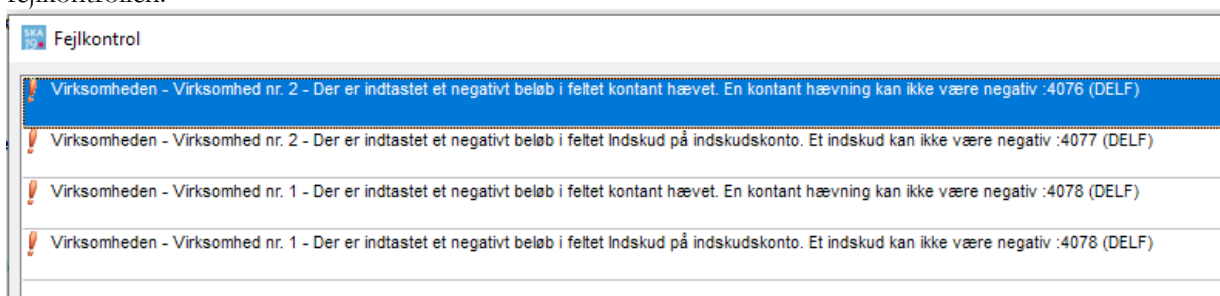 fejlkontrollen.
SKA
19
Fejlkontrol
Virksomheden - Virksomhed nr. 2 - Der er indtastet et negativt beløb i feltet kontant hævet. En kontant hævning kan ikke være negativ :4076 (DELF)
Virksomheden - Virksomhed nr. 2 - Der er indtastet et negativt beløb i feltet Indskud på indskudskonto. Et indskud kan ikke være negativ :4077 (DELF)
Virksomheden - Virksomhed nr. 1 - Der er indtastet et negativt beløb i feltet kontant hævet. En kontant hævning kan ikke være negativ :4078 (DELF)
Virksomheden - Virksomhed nr. 1 - Der er indtastet et negativt beløb i feltet Indskud på indskudskonto. Et indskud kan ikke være negativ :4078 (DELF)